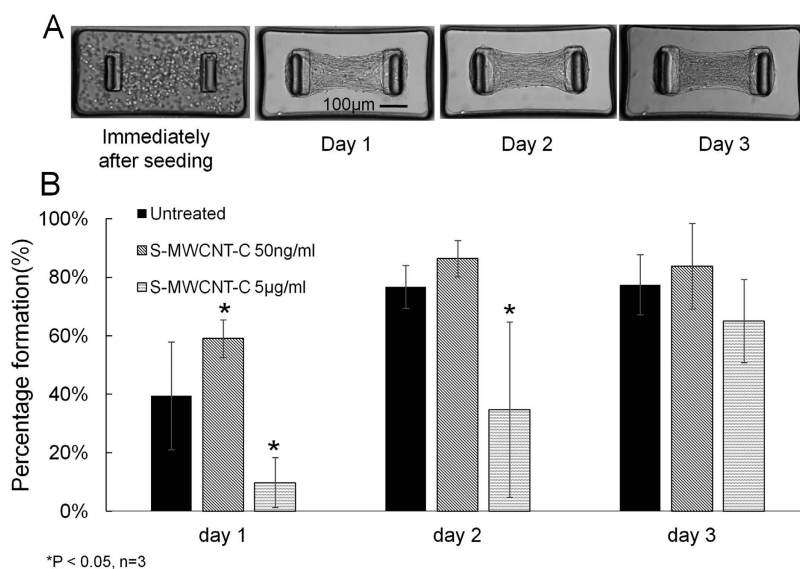 A
100µm
Immediately
after seeding
Day 1
Day 2
Day 3
B
Percentage formation(%)
100%
80%
60%
40%
20%
0%
Untreated
S-MWCNT-C 50ng/ml
S-MWCNT-C 5µg/ml
*
*
*
day 1
day 2
day 3
*P < 0.05, n=3